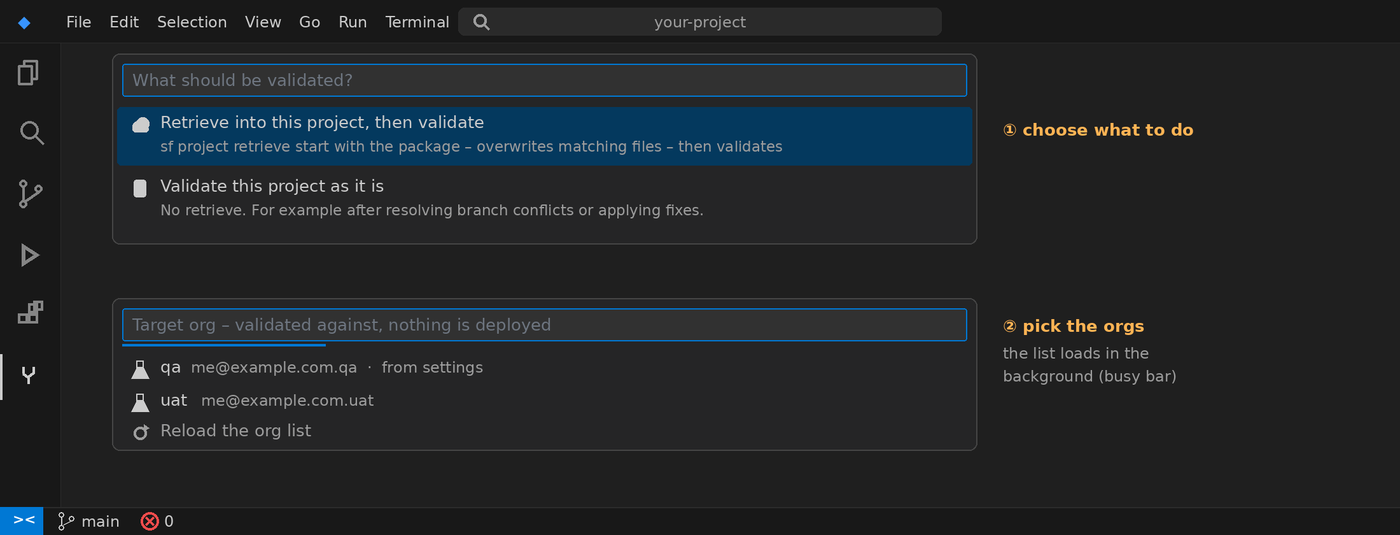 File Edit Selection View Go Run Terminal your-project
What should be validated?
Retrieve into this project, then validate
sf project retrieve start with the package – overwrites matching files – then validates
① choose what to do
Validate this project as it is
No retrieve. For example after resolving branch conflicts or applying fixes.
Target org – validated against, nothing is deployed
② pick the orgs
the list loads in the
background (busy bar)
qa me@example.com.qa · from settings
uat me@example.com.uat
Reload the org list
>< main 0